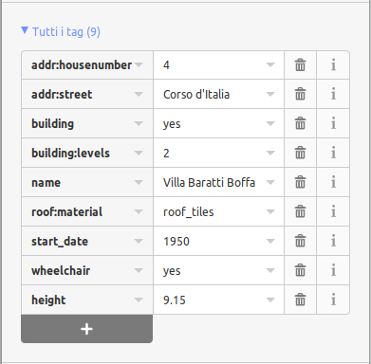 Tutti i tag (9)
addr:housenumber 4
addr:street Corso d'Italia
building yes
building:levels 2
name Villa Baratti Boffa
roof:material roof_tiles
start_date 1950
wheelchair yes
height 9.15
+